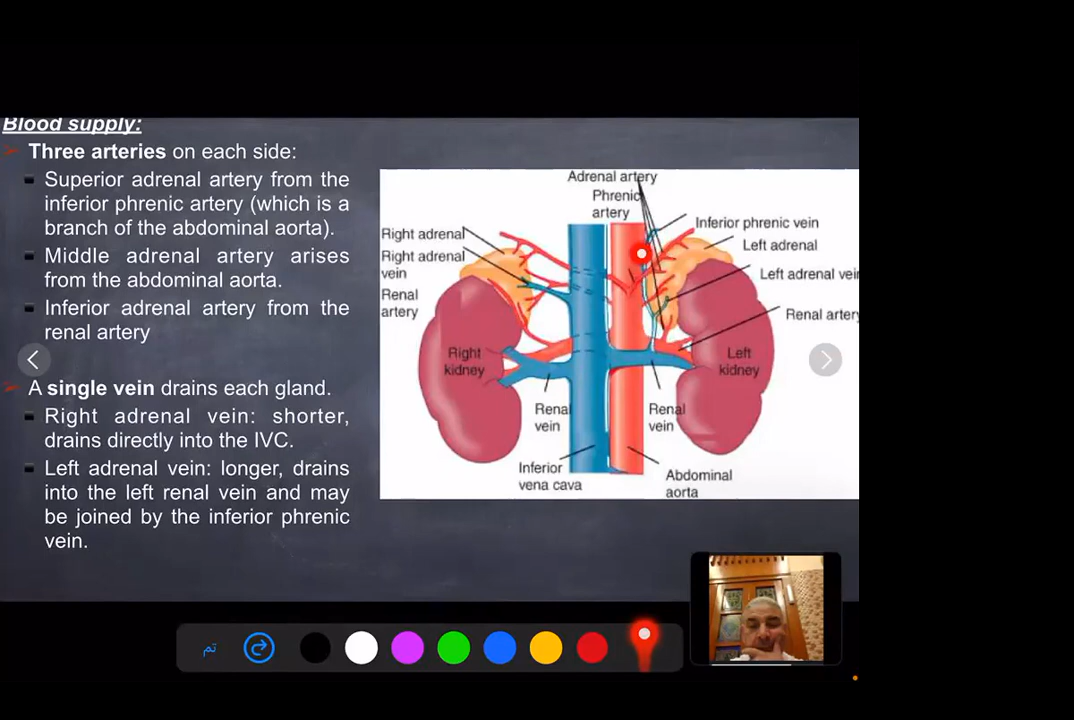 Blood supply:
Three arteries on each side:
Superior adrenal artery from the
inferior phrenic artery (which is a
branch of the abdominal aorta).
Middle adrenal artery arises
from the abdominal aorta.
Inferior adrenal artery from the
renal artery
A single vein drains each gland.
Right adrenal vein: shorter,
drains directly into the IVC.
Left adrenal vein: longer, drains
into the left renal vein and may
be joined by the inferior phrenic
vein.
Adrenal artery
Phrenic
artery
Inferior phrenic vein
Right adrenal
Left adrenal
Right adrenal
vein
Left adrenal vein
Renal
artery
Renal artery
Right
kidney
Left
kidney
Renal
vein
Renal
vein
Inferior
vena cava
Abdominal
aorta
تم